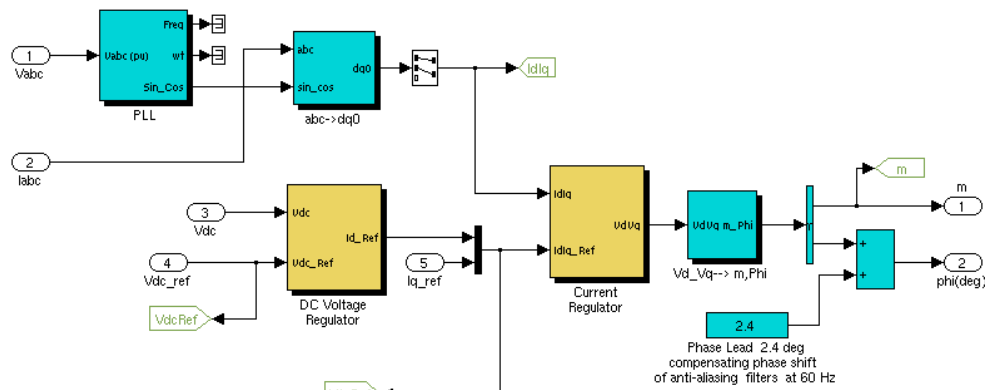 Freq
1
Vabc (pu)
wt
Vabc
Sin_Cos
PLL
abc
dq0
sin_cos
abc->dq0
IdIq
2
Iabc
3
Vdc
Vdc
Id_Ref
4
Vdc_Ref
Vdc_ref
5
Iq_ref
DC Voltage
Regulator
VdcRef
IdIq
VdVq
IdIq_Ref
Current
Regulator
VdVq m_Phi
Vd_Vq--> m,Phi
m
m
1
+
+
2
phi(deg)
2.4
Phase Lead 2.4 deg
compensating phase shift
of anti-aliasing filters at 60 Hz